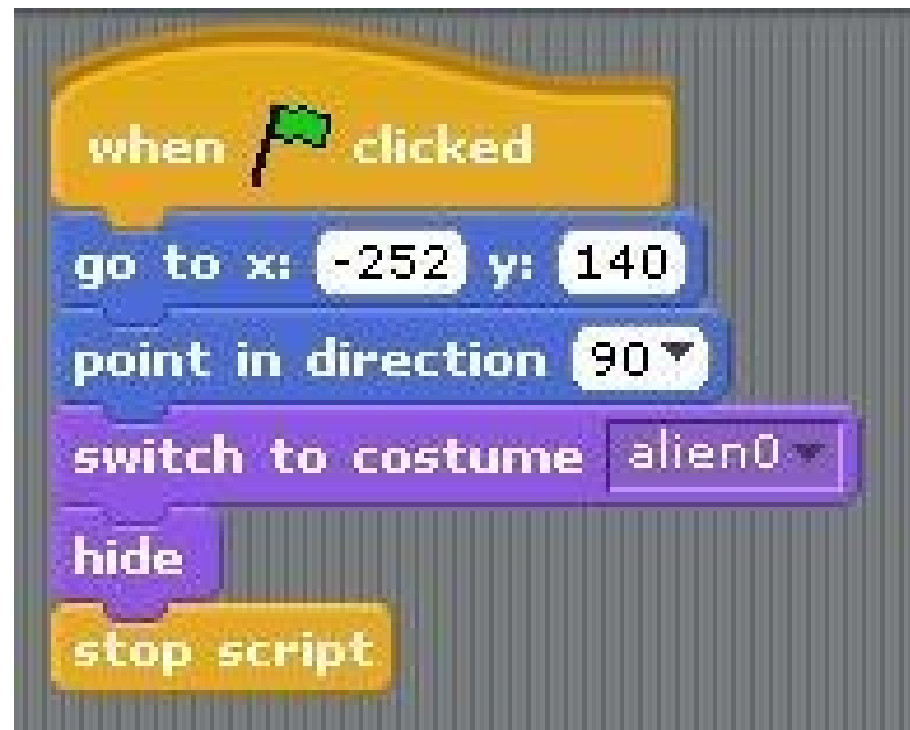 when clicked
go to x: -252 y: 140
point in direction 90
switch to costume alien0
hide
stop script